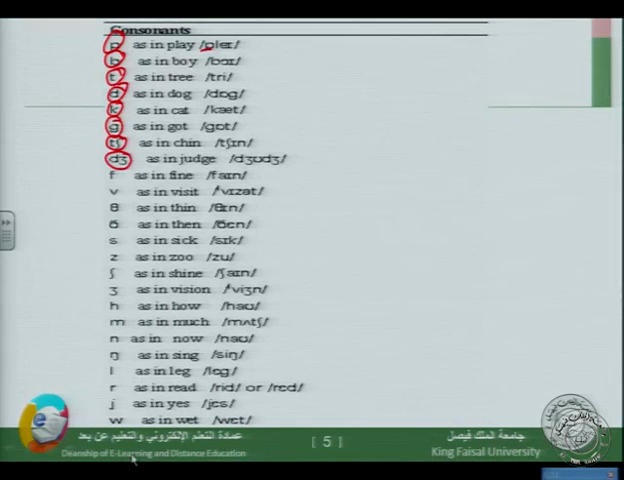 Consonants
p as in play /pleɪ/
b as in boy /bɔɪ/
t as in tree /tri/
d as in dog /dɒg/
k as in cat /kæt/
g as in got /gɒt/
tʃ as in chin /tʃɪn/
dʒ as in judge /dʒʊdʒ/
f as in fine /faɪn/
v as in visit /'vɪzət/
θ as in thin /θɪn/
ð as in then /ðɛn/
s as in sick /sɪk/
z as in zoo /zu/
ʃ as in shine /ʃaɪn/
ʒ as in vision /'viʒn/
h as in how /haʊ/
m as in much /mʌtʃ/
n as in now /naʊ/
ŋ as in sing /siŋ/
l as in leg /lɛg/
r as in read /rid/ or /rɛd/
j as in yes /jɛs/
w as in wet /wɛt/
عمادة التعلم الإلكتروني والتعليم عن بعد
Deanship of E-Learning and Distance Education
[ 5 ]
جامعة الملك فيصل
King Faisal University